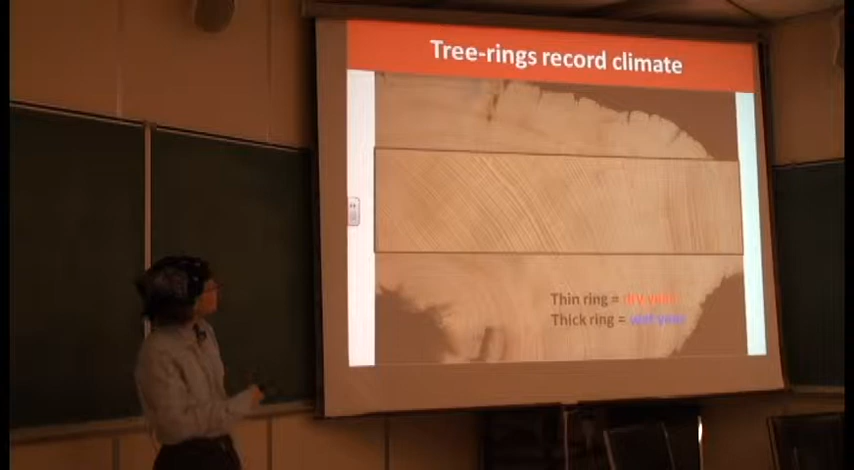 Tree-rings record climate
Thin ring = dry year
Thick ring = wet year